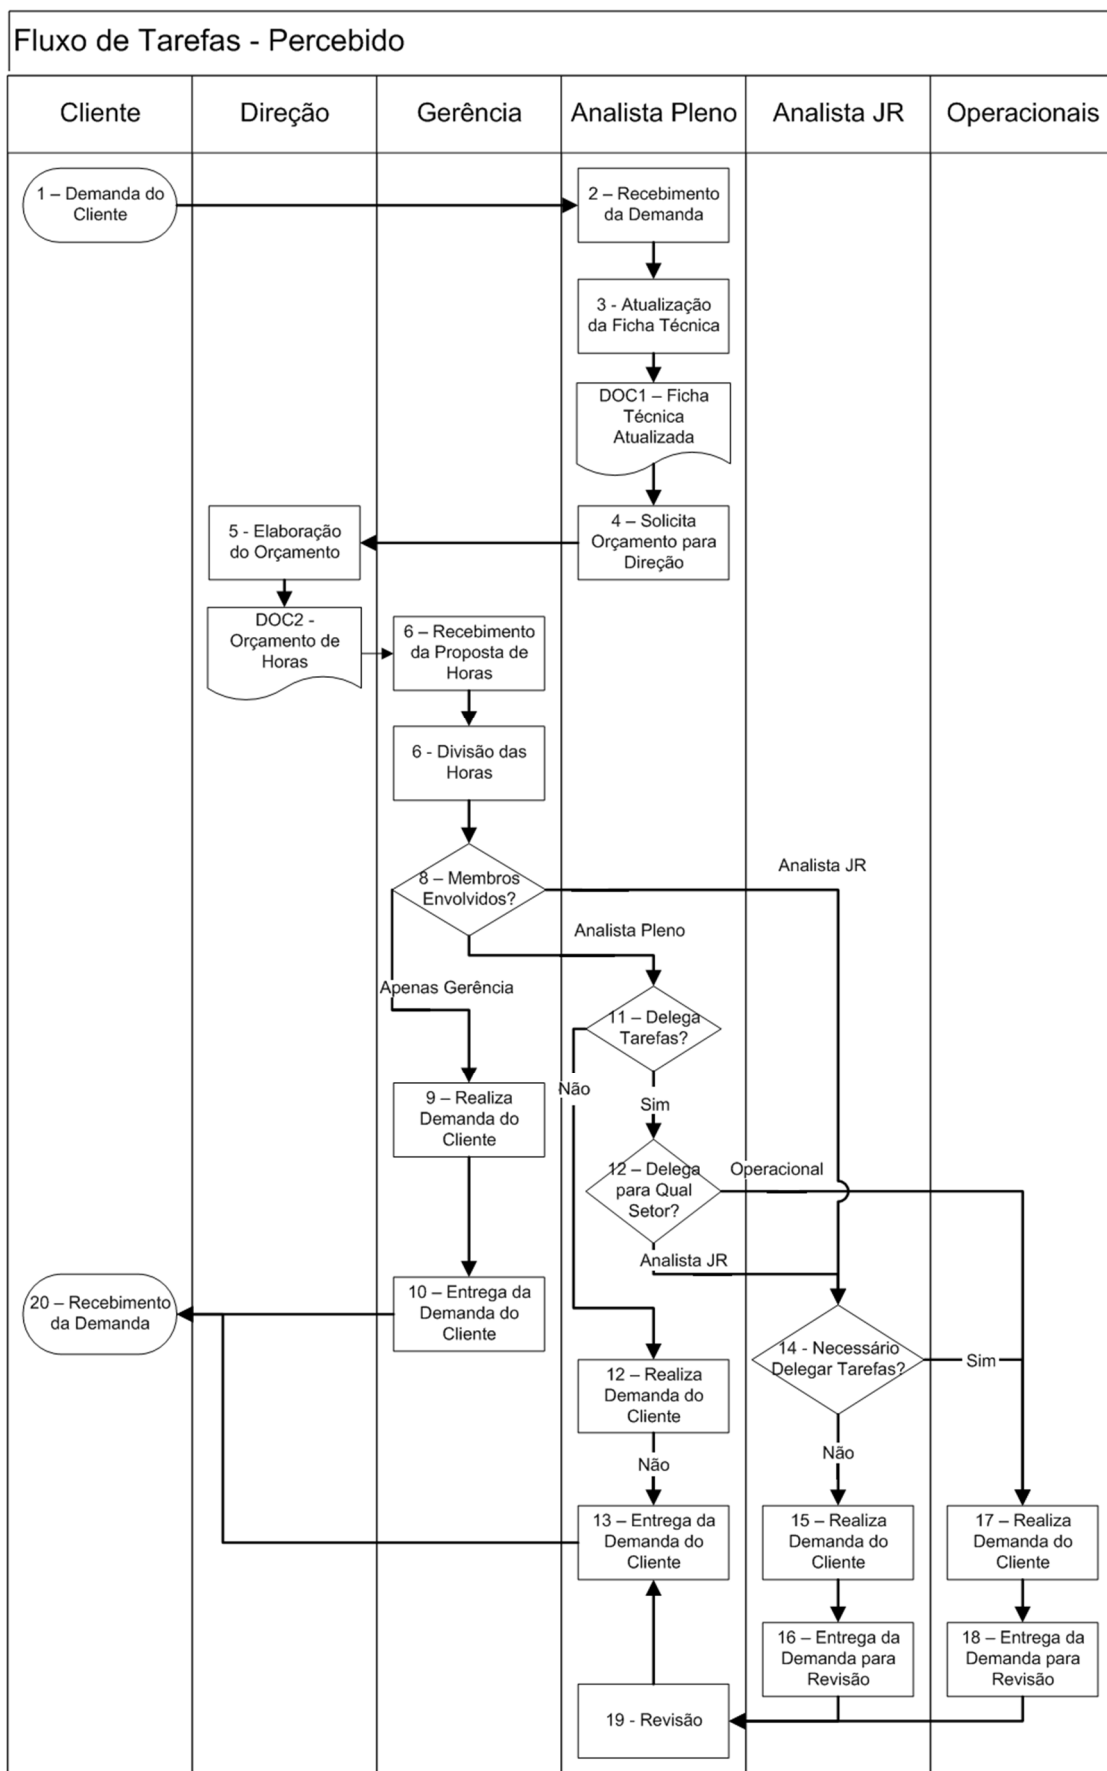 Fluxo de Tarefas - Percebido
Cliente
Direção
Gerência
Analista Pleno
Analista JR
Operacionais
1 – Demanda do
Cliente
2 – Recebimento
da Demanda
3 - Atualização
da Ficha Técnica
DOC1 – Ficha
Técnica
Atualizada
4 – Solicita
Orçamento para
Direção
5 - Elaboração
do Orçamento
DOC2 -
Orçamento de
Horas
6 – Recebimento
da Proposta de
Horas
6 - Divisão das
Horas
8 – Membros
Envolvidos?
Analista JR
Analista Pleno
Apenas Gerência
11 – Delega
Tarefas?
Não
Sim
9 – Realiza
Demanda do
Cliente
12 – Delega
para Qual
Setor?
Operacional
Analista JR
10 – Entrega da
Demanda do
Cliente
20 – Recebimento
da Demanda
14 - Necessário
Delegar Tarefas?
Sim
Não
12 – Realiza
Demanda do
Cliente
Não
13 – Entrega da
Demanda do
Cliente
15 – Realiza
Demanda do
Cliente
17 – Realiza
Demanda do
Cliente
16 – Entrega da
Demanda para
Revisão
18 – Entrega da
Demanda para
Revisão
19 - Revisão